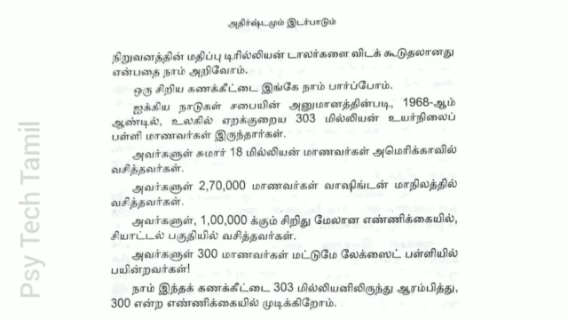 அதிர்ஷ்டமும் இடர்பாடும்
நிறுவனத்தின் மதிப்பு டிரில்லியன் டாலர்களை விடக் கூடுதலானது
என்பதை நாம் அறிவோம்.
ஒரு சிறிய கணக்கீட்டை இங்கே நாம் பார்ப்போம்.
ஐக்கிய நாடுகள் சபையின் அனுமானத்தின்படி, 1968-ஆம்
ஆண்டில், உலகில் ஏறக்குறைய 303 மில்லியன் உயர்நிலைப்
பள்ளி மாணவர்கள் இருந்தார்கள்.
அவர்களுள் சுமார் 18 மில்லியன் மாணவர்கள் அமெரிக்காவில்
வசித்தவர்கள்.
அவர்களுள் 2,70,000 மாணவர்கள் வாஷிங்டன் மாநிலத்தில்
வசித்தவர்கள்.
அவர்களுள், 1,00,000 க்கும் சிறிது மேலான எண்ணிக்கையில்,
சியாட்டல் பகுதியில் வசித்தவர்கள்.
அவர்களுள் 300 மாணவர்கள் மட்டுமே லேக்ஸைட் பள்ளியில்
பயின்றவர்கள்!
நாம் இந்தக் கணக்கீட்டை 303 மில்லியனிலிருந்து ஆரம்பித்து,
300 என்ற எண்ணிக்கையில் முடிக்கிறோம்.
Psy Tech Tamil